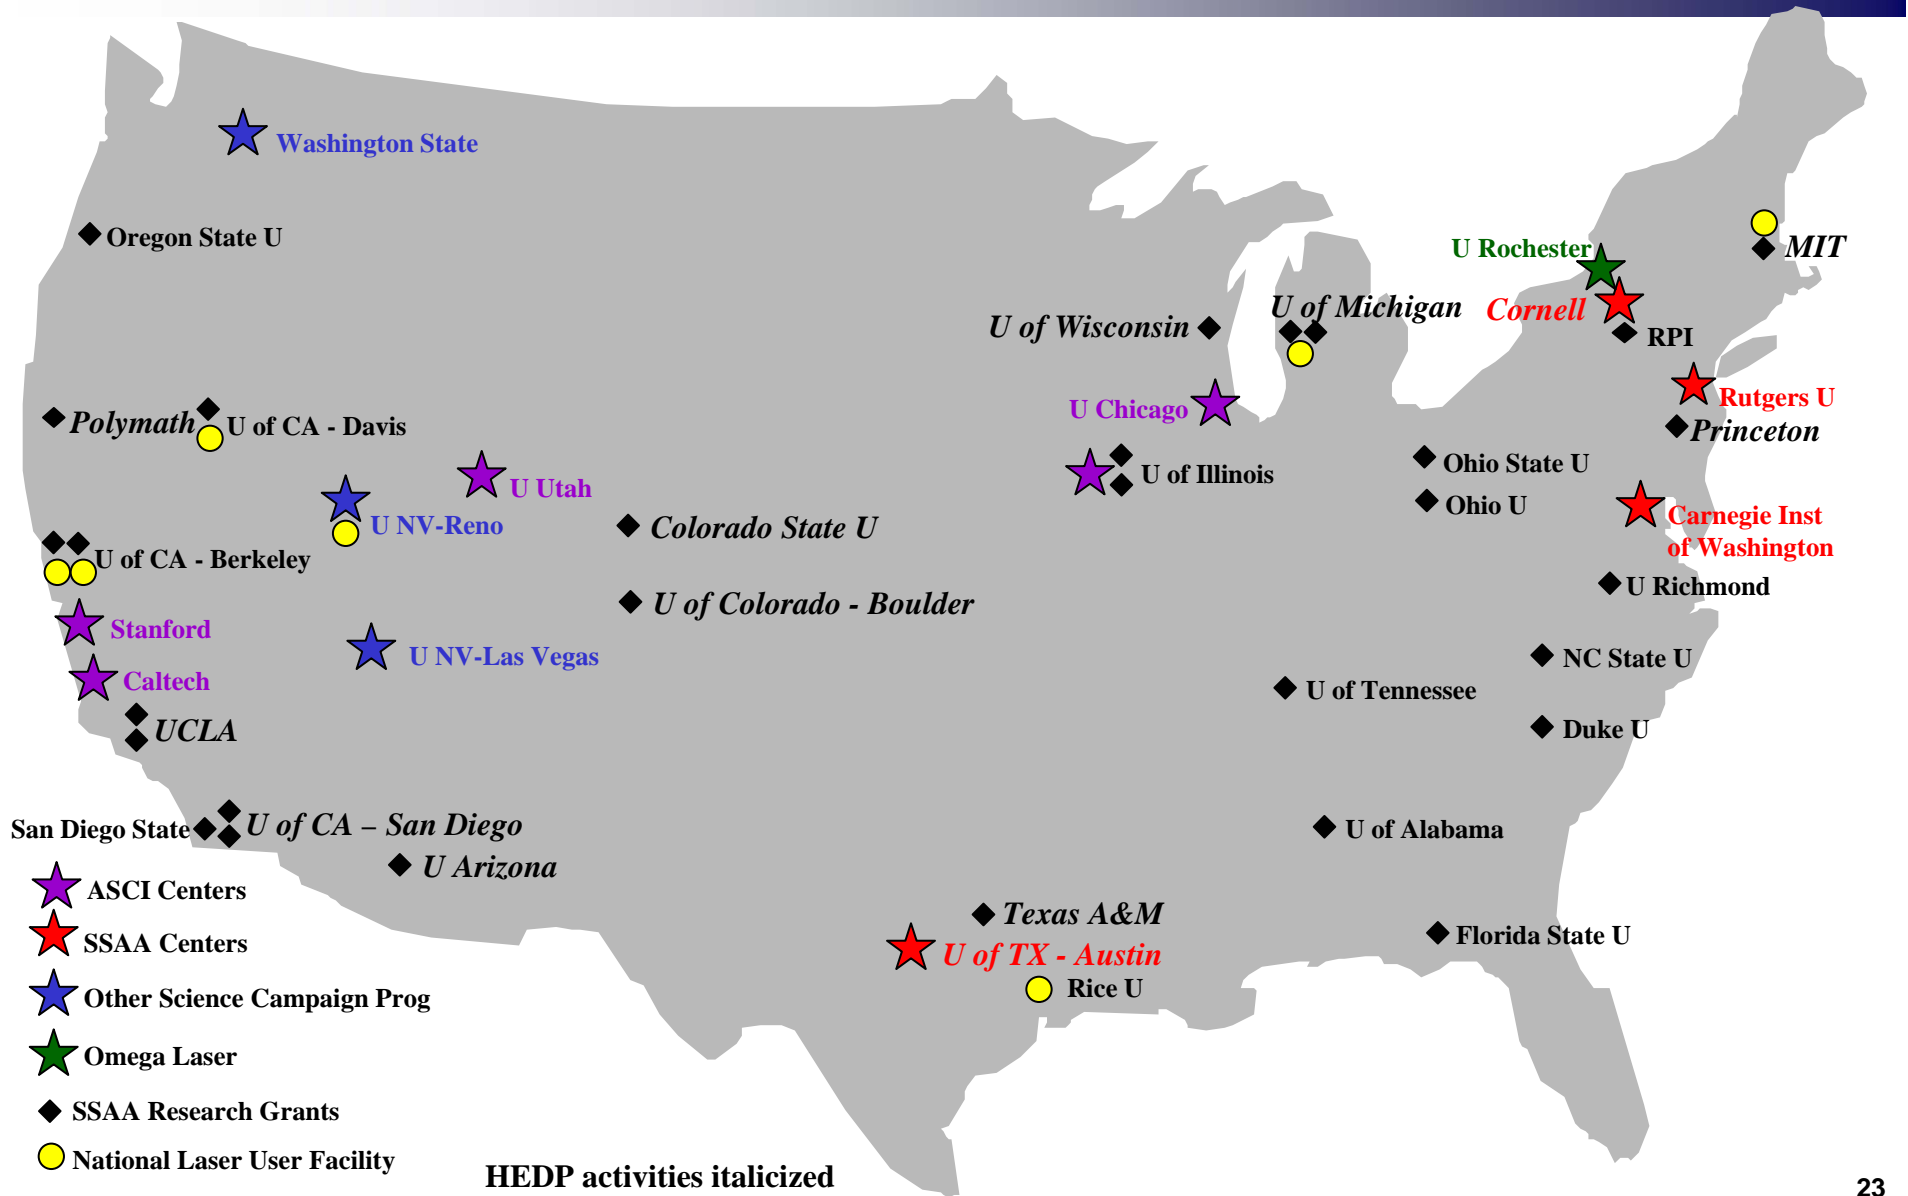 Washington State
Oregon State U
U Rochester
MIT
U of Michigan
Cornell
U of Wisconsin
RPI
Rutgers U
U Chicago
Polymath
U of CA - Davis
Princeton
Ohio State U
U of Illinois
U Utah
Ohio U
Carnegie Inst
of Washington
U NV-Reno
Colorado State U
U of CA - Berkeley
U Richmond
U of Colorado - Boulder
Stanford
U NV-Las Vegas
NC State U
Caltech
U of Tennessee
UCLA
Duke U
San Diego State
U of CA – San Diego
U of Alabama
U Arizona
Texas A&M
Florida State U
U of TX - Austin
Rice U
ASCI Centers
SSAA Centers
Other Science Campaign Prog
Omega Laser
SSAA Research Grants
National Laser User Facility
HEDP activities italicized
23